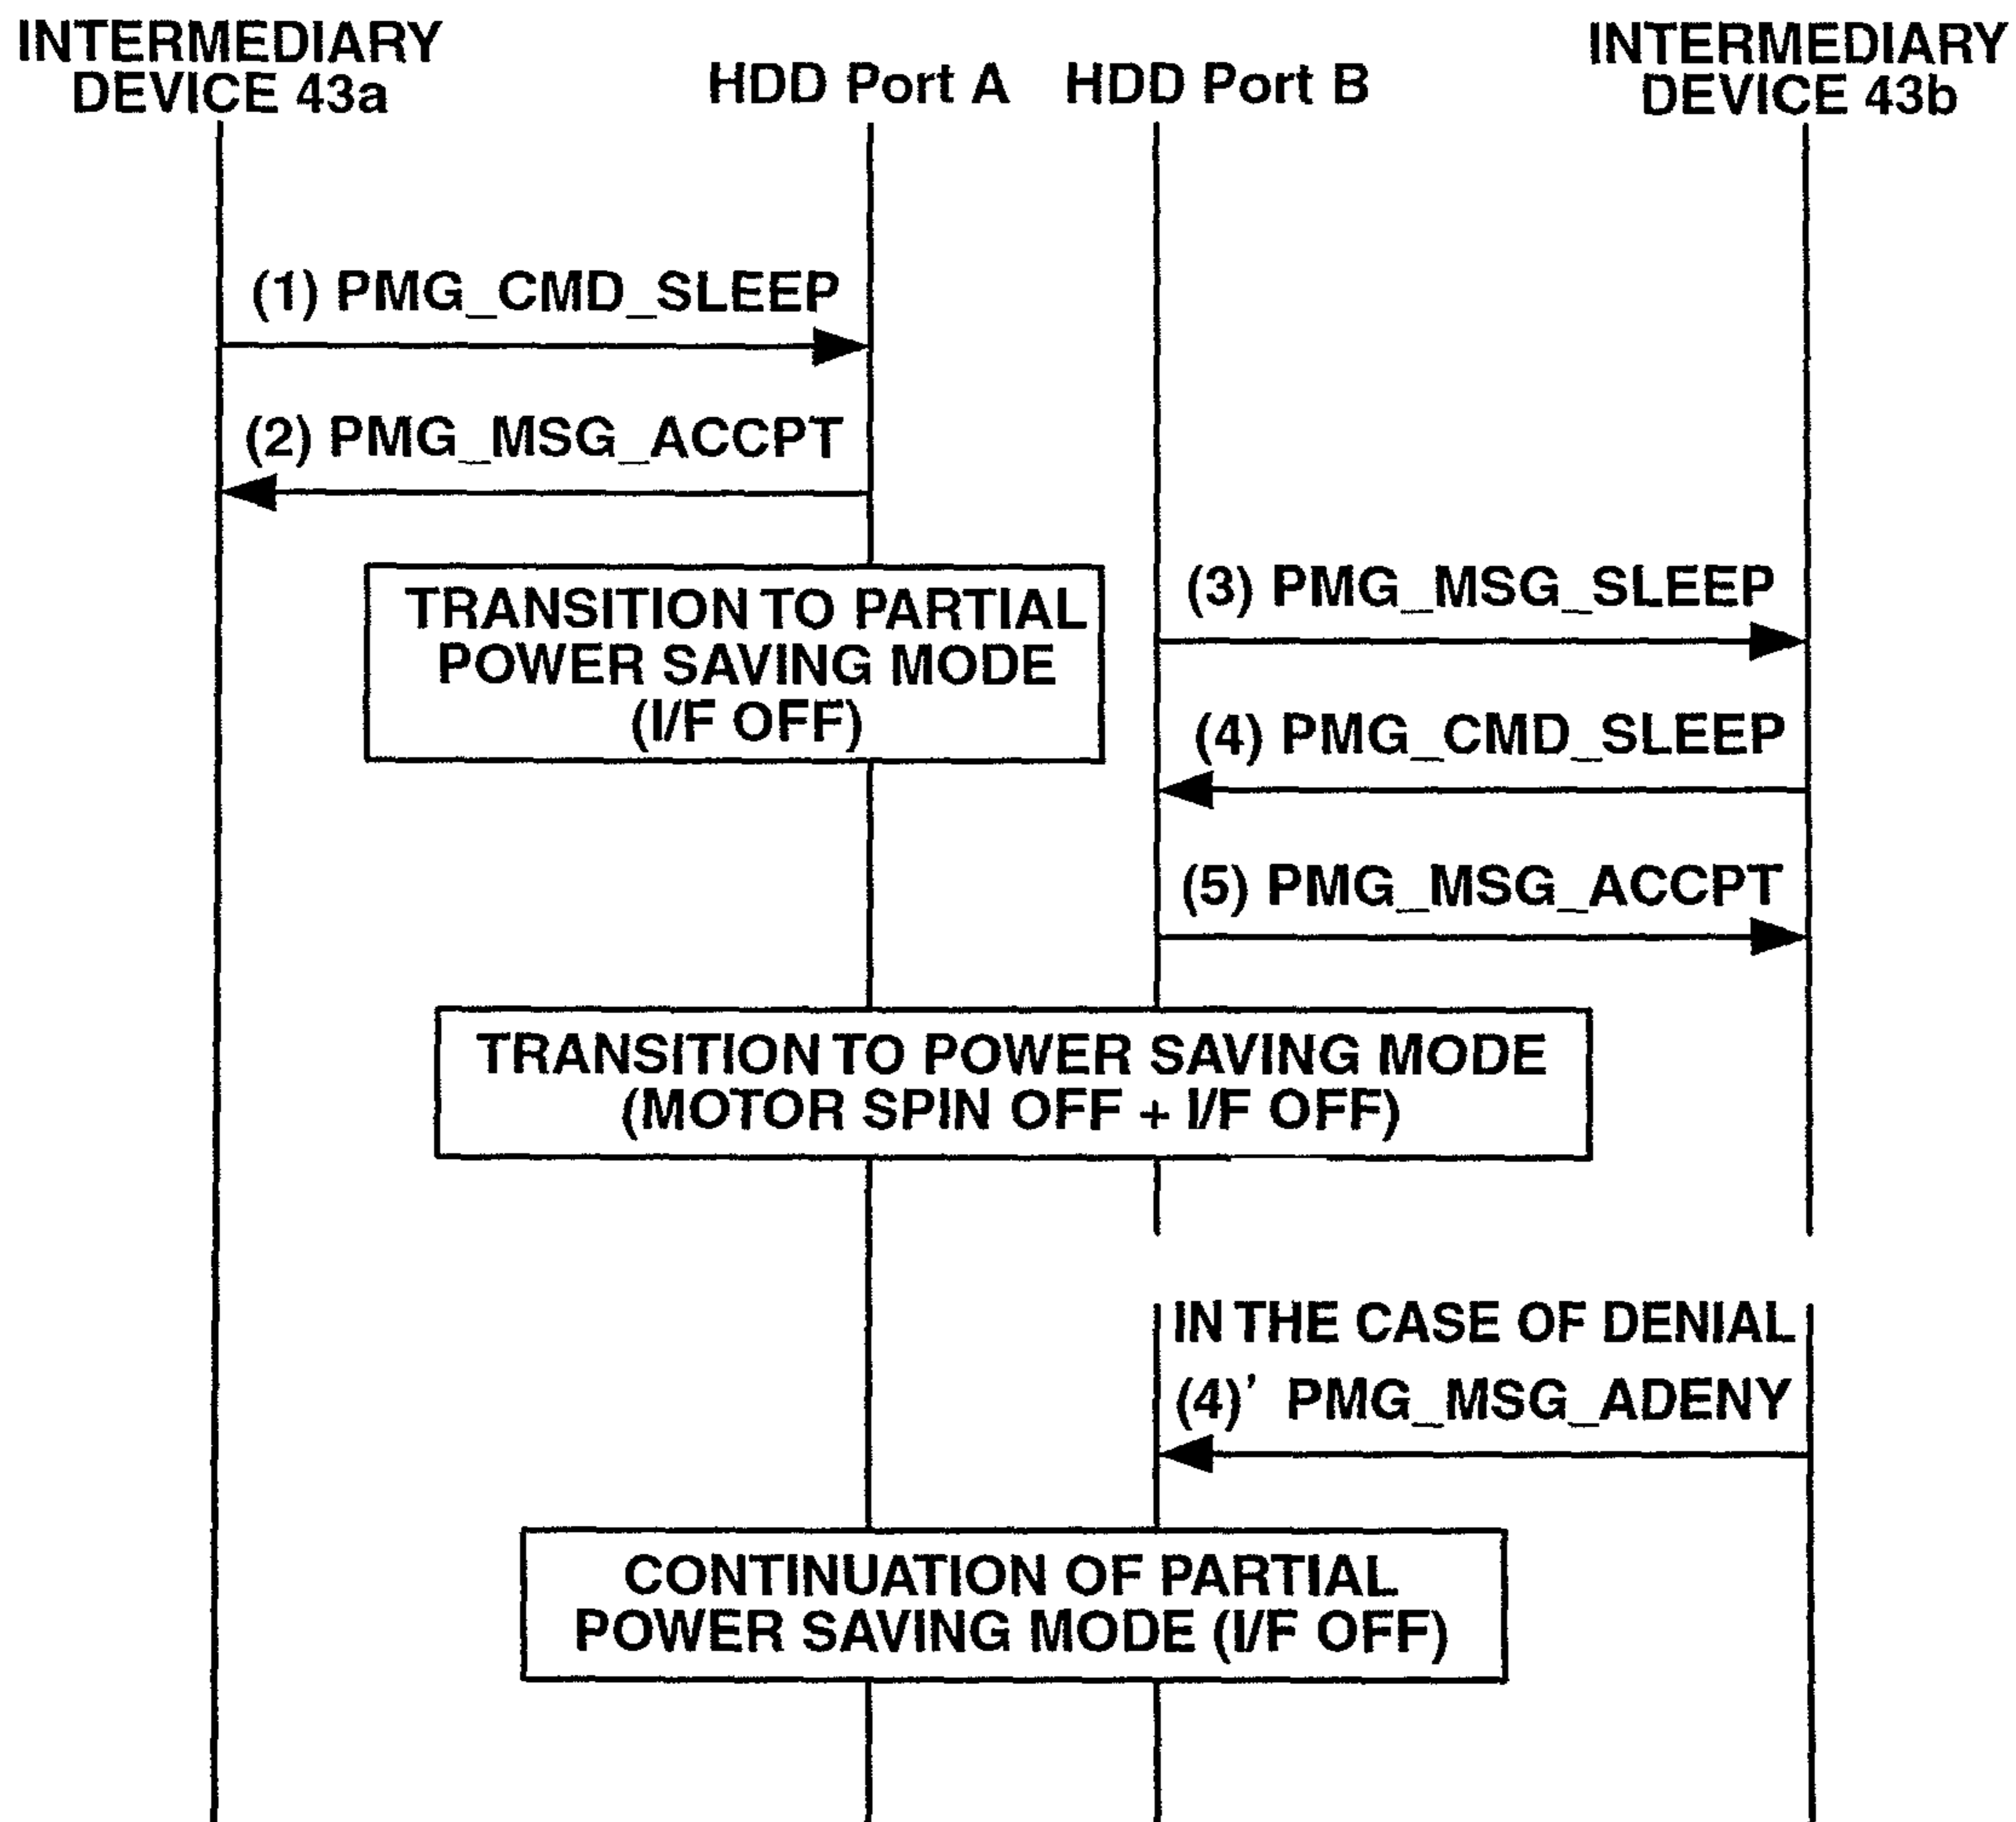 INTERMEDIARY
DEVICE 43a
HDD Port A
HDD Port B
INTERMEDIARY
DEVICE 43b
(1) PMG_CMD_SLEEP
(2) PMG_MSG_ACCPT
TRANSITION TO PARTIAL
POWER SAVING MODE
(I/F OFF)
(3) PMG_MSG_SLEEP
(4) PMG_CMD_SLEEP
(5) PMG_MSG_ACCPT
TRANSITION TO POWER SAVING MODE
(MOTOR SPIN OFF + I/F OFF)
IN THE CASE OF DENIAL
(4)' PMG_MSG_ADENY
CONTINUATION OF PARTIAL
POWER SAVING MODE (I/F OFF)